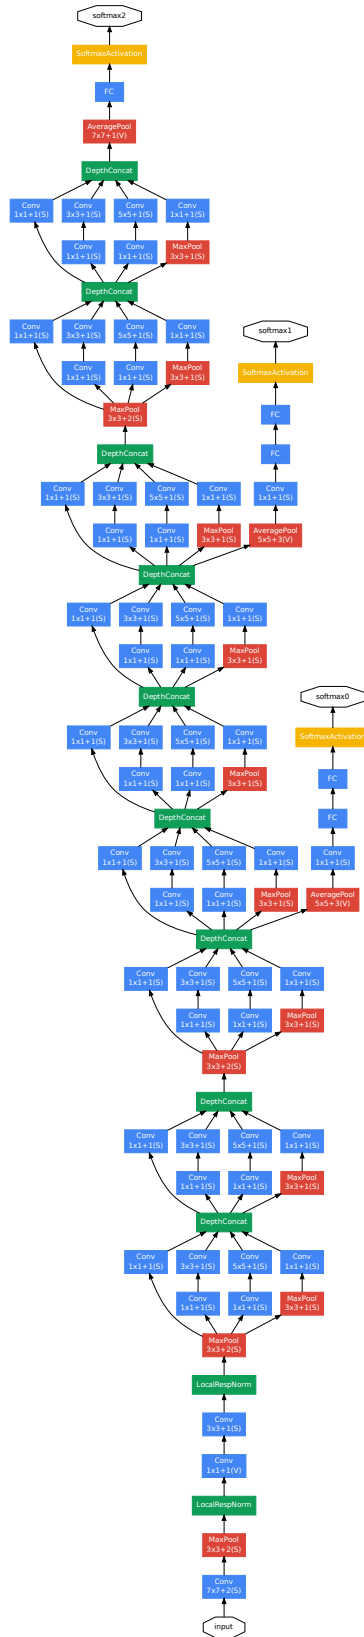 softmax2
SoftmaxActivation
FC
AveragePool
7x7+1(V)
DepthConcat
Conv
1x1+1(S)
Conv
3x3+1(S)
Conv
5x5+1(S)
Conv
1x1+1(S)
Conv
1x1+1(S)
Conv
1x1+1(S)
MaxPool
3x3+1(S)
DepthConcat
Conv
1x1+1(S)
Conv
3x3+1(S)
Conv
5x5+1(S)
Conv
1x1+1(S)
softmax1
Conv
1x1+1(S)
Conv
1x1+1(S)
MaxPool
3x3+1(S)
SoftmaxActivation
MaxPool
3x3+2(S)
FC
DepthConcat
FC
Conv
1x1+1(S)
Conv
3x3+1(S)
Conv
5x5+1(S)
Conv
1x1+1(S)
Conv
1x1+1(S)
Conv
1x1+1(S)
Conv
1x1+1(S)
MaxPool
3x3+1(S)
AveragePool
5x5+3(V)
DepthConcat
Conv
1x1+1(S)
Conv
3x3+1(S)
Conv
5x5+1(S)
Conv
1x1+1(S)
Conv
1x1+1(S)
Conv
1x1+1(S)
MaxPool
3x3+1(S)
DepthConcat
softmax0
Conv
1x1+1(S)
Conv
3x3+1(S)
Conv
5x5+1(S)
Conv
1x1+1(S)
SoftmaxActivation
Conv
1x1+1(S)
Conv
1x1+1(S)
MaxPool
3x3+1(S)
FC
DepthConcat
FC
Conv
1x1+1(S)
Conv
3x3+1(S)
Conv
5x5+1(S)
Conv
1x1+1(S)
Conv
1x1+1(S)
Conv
1x1+1(S)
Conv
1x1+1(S)
MaxPool
3x3+1(S)
AveragePool
5x5+3(V)
DepthConcat
Conv
1x1+1(S)
Conv
3x3+1(S)
Conv
5x5+1(S)
Conv
1x1+1(S)
Conv
1x1+1(S)
Conv
1x1+1(S)
MaxPool
3x3+1(S)
MaxPool
3x3+2(S)
DepthConcat
Conv
1x1+1(S)
Conv
3x3+1(S)
Conv
5x5+1(S)
Conv
1x1+1(S)
Conv
1x1+1(S)
Conv
1x1+1(S)
MaxPool
3x3+1(S)
DepthConcat
Conv
1x1+1(S)
Conv
3x3+1(S)
Conv
5x5+1(S)
Conv
1x1+1(S)
Conv
1x1+1(S)
Conv
1x1+1(S)
MaxPool
3x3+1(S)
MaxPool
3x3+2(S)
LocalRespNorm
Conv
3x3+1(S)
Conv
1x1+1(V)
LocalRespNorm
MaxPool
3x3+2(S)
Conv
7x7+2(S)
input